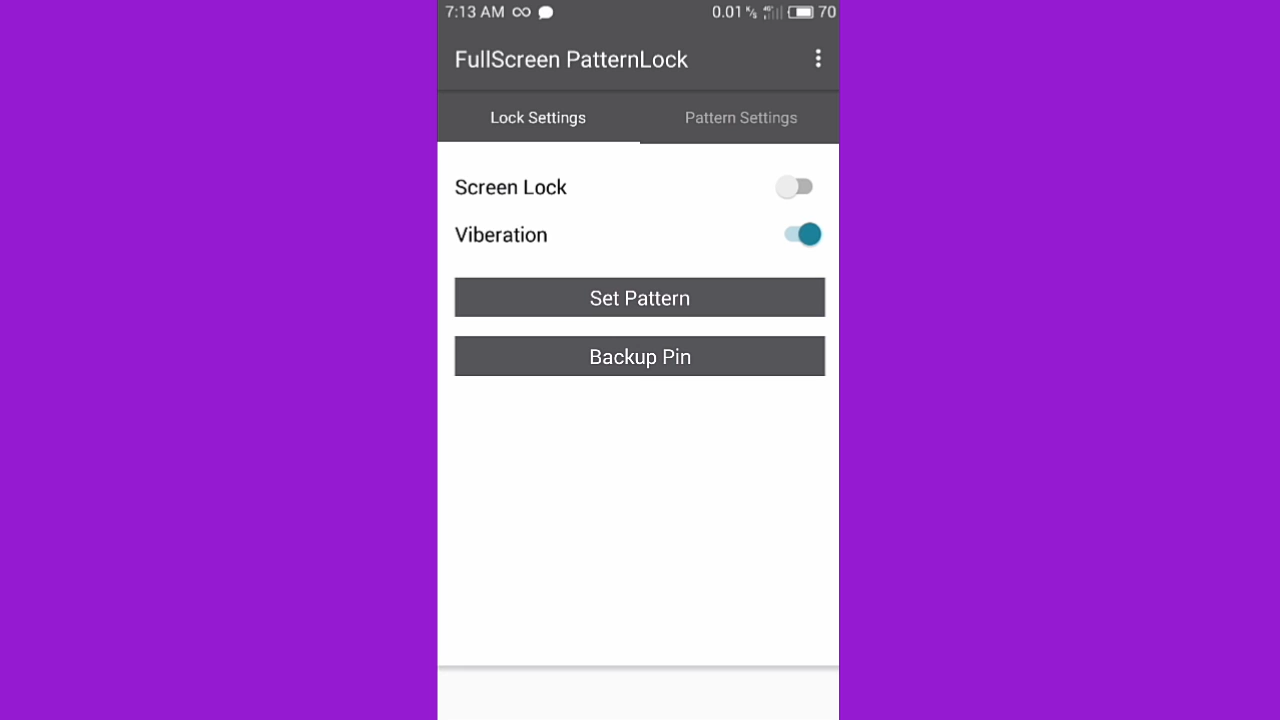 7:13 AM 0.01 K/s 4G 70
FullScreen PatternLock
Lock Settings Pattern Settings
Screen Lock
Viberation
Set Pattern
Backup Pin